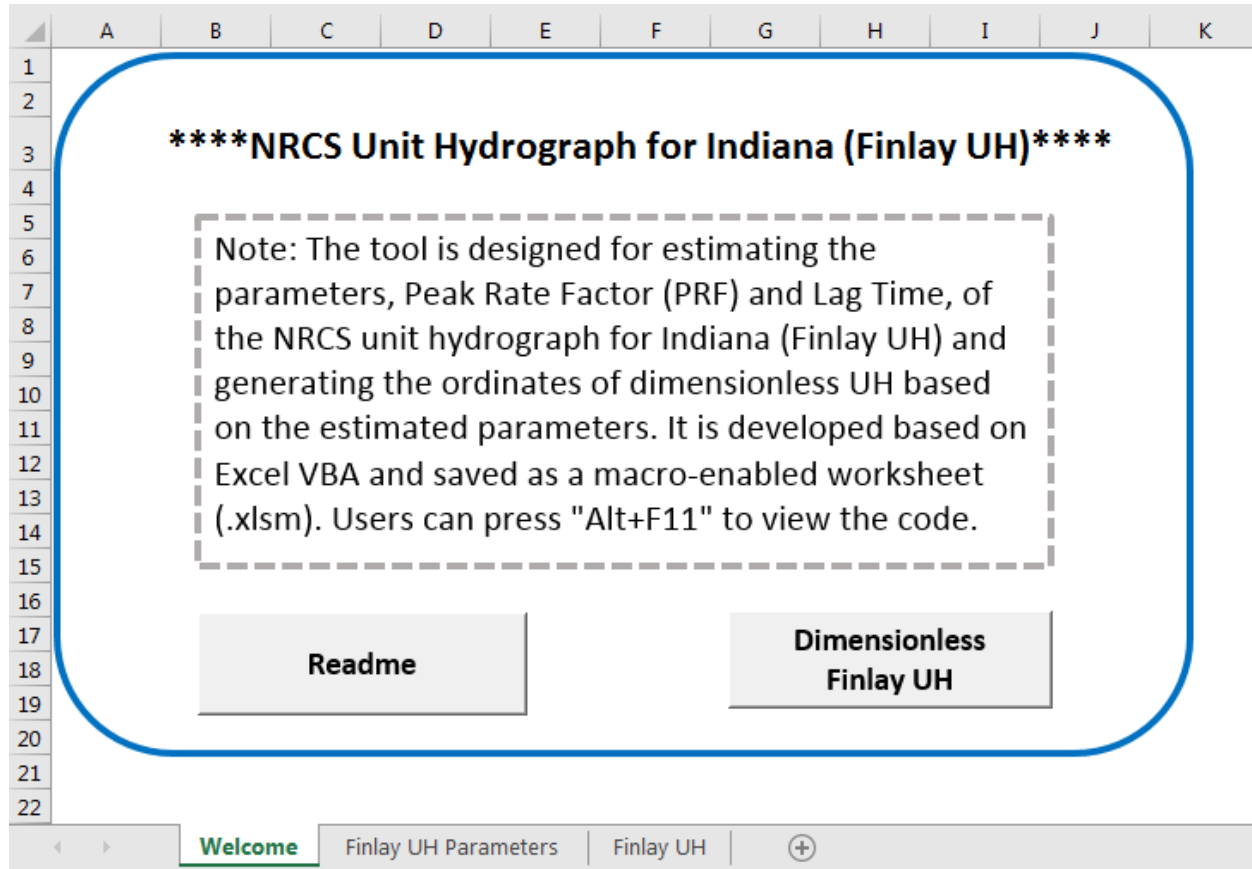 A B C D E F G H I J K
1
2
3 ****NRCS Unit Hydrograph for Indiana (Finlay UH)****
4
5
6 Note: The tool is designed for estimating the
7 parameters, Peak Rate Factor (PRF) and Lag Time, of
8 the NRCS unit hydrograph for Indiana (Finlay UH) and
9
10 generating the ordinates of dimensionless UH based
11 on the estimated parameters. It is developed based on
12 Excel VBA and saved as a macro-enabled worksheet
13
14 (.xlsm). Users can press "Alt+F11" to view the code.
15
16
17 Dimensionless
18 Readme Finlay UH
19
20
21
22
Welcome Finlay UH Parameters Finlay UH